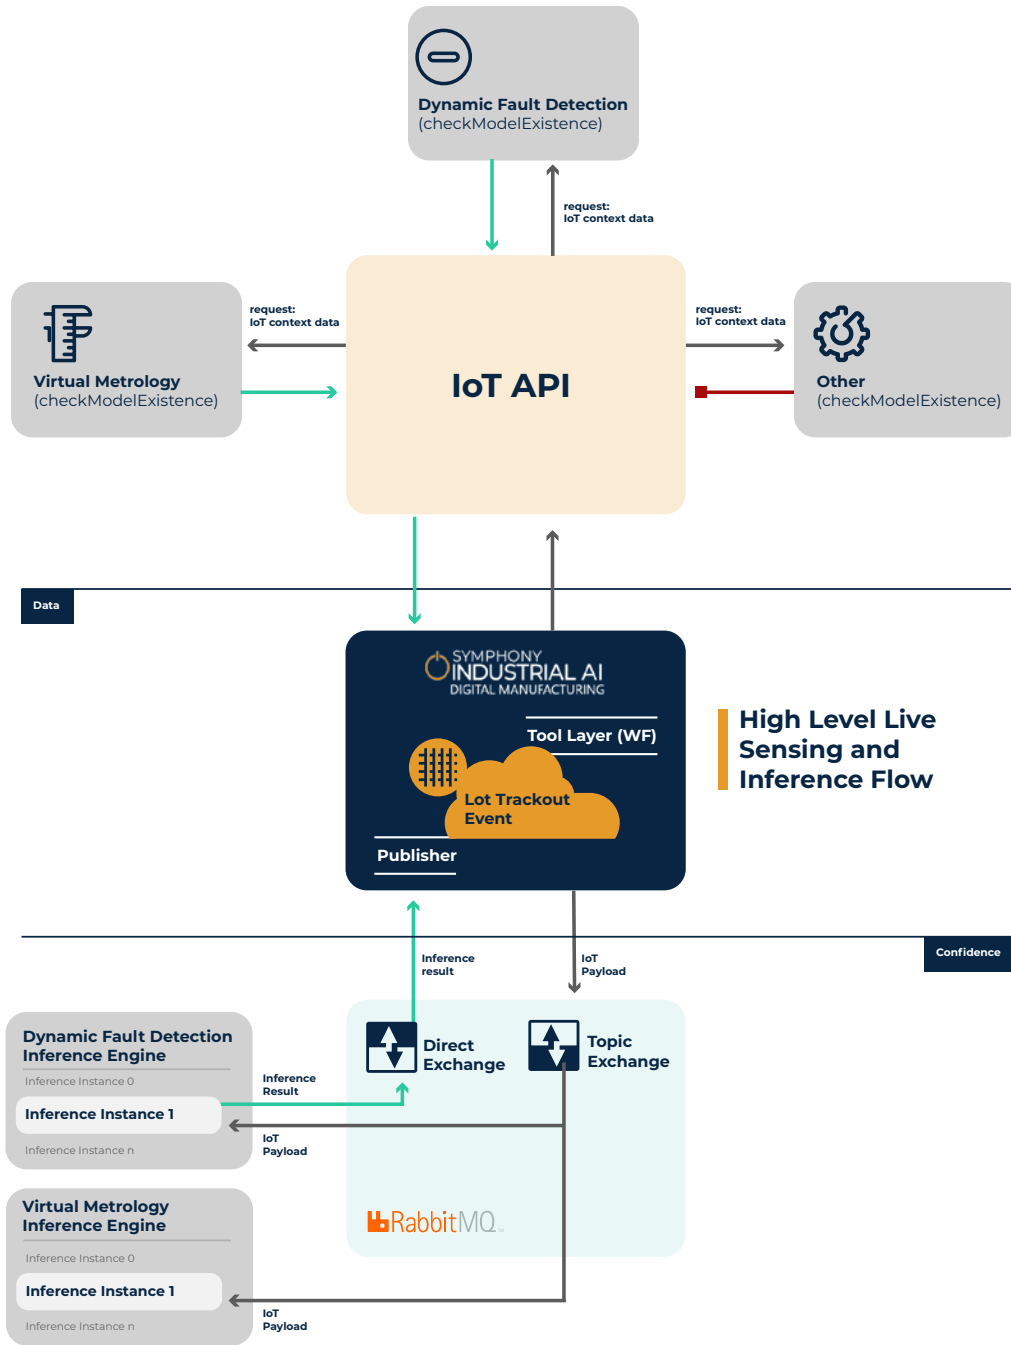 Dynamic Fault Detection
(checkModelExistence)
request:
IoT context data
request:
IoT context data
request:
IoT context data
Virtual Metrology
(checkModelExistence)
IoT API
Other
(checkModelExistence)
Data
SYMPHONY
INDUSTRIAL AI
DIGITAL MANUFACTURING
Tool Layer (WF)
Lot Trackout
Event
Publisher
High Level Live
Sensing and
Inference Flow
Confidence
Inference
result
IoT
Payload
Direct
Exchange
Topic
Exchange
Dynamic Fault Detection
Inference Engine
Inference Instance 0
Inference Instance 1
Inference Instance n
Inference
Result
IoT
Payload
RabbitMQ
Virtual Metrology
Inference Engine
Inference Instance 0
Inference Instance 1
Inference Instance n
IoT
Payload